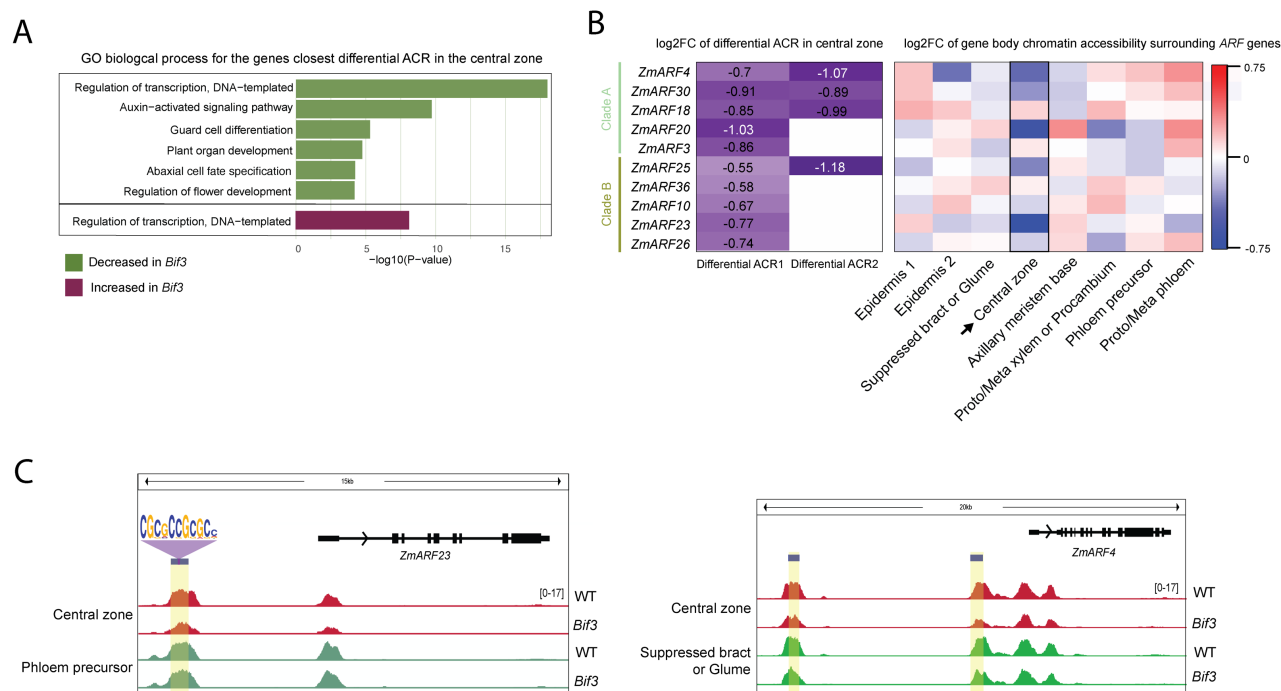 A
GO biologcal process for the genes closest differential ACR in the central zone
Regulation of transcription, DNA-templated
Auxin-activated signaling pathway
Guard cell differentiation
Plant organ development
Abaxial cell fate specification
Regulation of flower development
Regulation of transcription, DNA-templated
0 5 10 15
−log10(P-value)
Decreased in Bif3
Increased in Bif3
B
log2FC of differential ACR in central zone
log2FC of gene body chromatin accessibility surrounding ARF genes
Clade A
Clade B
ZmARF4 -0.7 -1.07
ZmARF30 -0.91 -0.89
ZmARF18 -0.85 -0.99
ZmARF20 -1.03
ZmARF3 -0.86
ZmARF25 -0.55 -1.18
ZmARF36 -0.58
ZmARF10 -0.67
ZmARF23 -0.77
ZmARF26 -0.74
Differential ACR1 Differential ACR2
0.75
0
-0.75
Epidermis 1
Epidermis 2
Suppressed bract or Glume
Central zone
Axillary meristem base
Proto/Meta xylem or Procambium
Phloem precursor
Proto/Meta phloem
C
15kb
CGCGCCGCGCC
ZmARF23
[0-17]
Central zone
WT
Bif3
Phloem precursor
WT
Bif3
20kb
ZmARF4
[0-17]
Central zone
WT
Bif3
Suppressed bract
or Glume
WT
Bif3